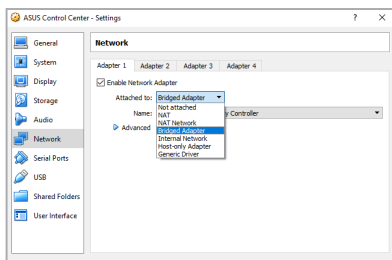 ASUS Control Center - Settings
?
General
System
Display
Storage
Audio
Network
Serial Ports
USB
Shared Folders
User Interface
Network
Adapter 1 Adapter 2 Adapter 3 Adapter 4
Enable Network Adapter
Attached to: Bridged Adapter
Not attached
Name: NAT y Controller
NAT Network
Advanced Bridged Adapter
Internal Network
Host-only Adapter
Generic Driver